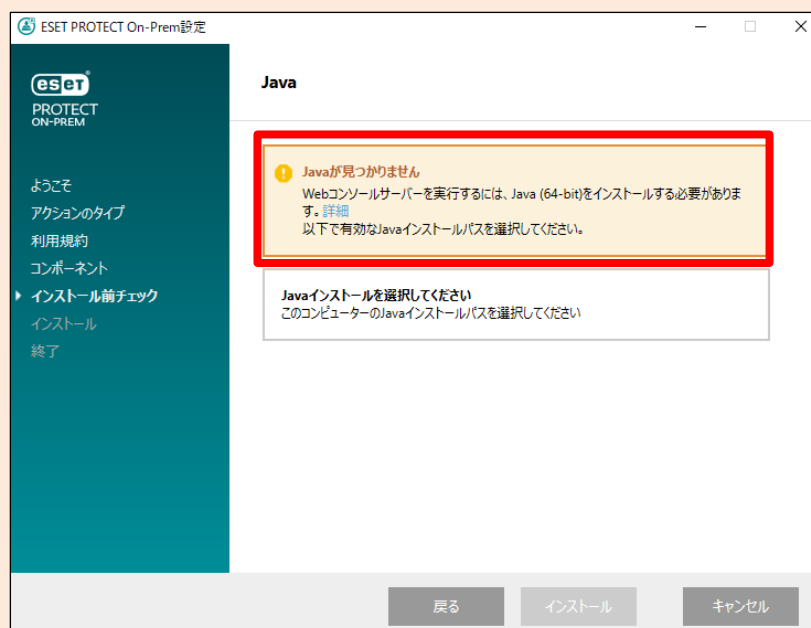 ESET PROTECT On-Prem設定
eset
PROTECT
ON-PREM
ようこそ
アクションのタイプ
利用規約
コンポーネント
インストール前チェック
インストール
終了
Java
Javaが見つかりません
Webコンソールサーバーを実行するには、Java (64-bit)をインストールする必要がありま
す。詳細
以下で有効なJavaインストールパスを選択してください。
Javaインストールを選択してください
このコンピューターのJavaインストールパスを選択してください
戻る
インストール
キャンセル